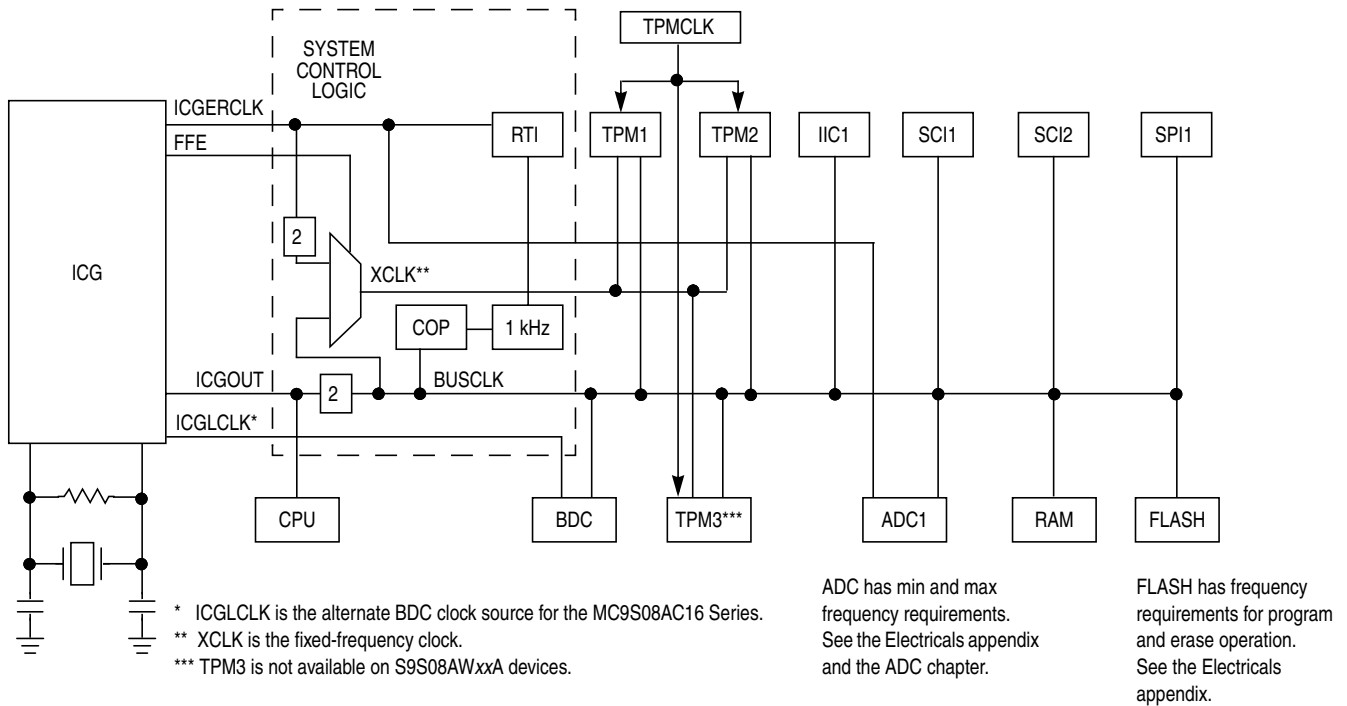 TPMCLK
SYSTEM
CONTROL
LOGIC
ICGERCLK
FFE
RTI
TPM1
TPM2
IIC1
SCI1
SCI2
SPI1
2
ICG
XCLK**
COP
1 kHz
ICGOUT
2
BUSCLK
ICGLCLK*
CPU
BDC
TPM3***
ADC1
RAM
FLASH
* ICGLCLK is the alternate BDC clock source for the MC9S08AC16 Series.
** XCLK is the fixed-frequency clock.
*** TPM3 is not available on S9S08AWxxA devices.
ADC has min and max
frequency requirements.
See the Electricals appendix
and the ADC chapter.
FLASH has frequency
requirements for program
and erase operation.
See the Electricals
appendix.